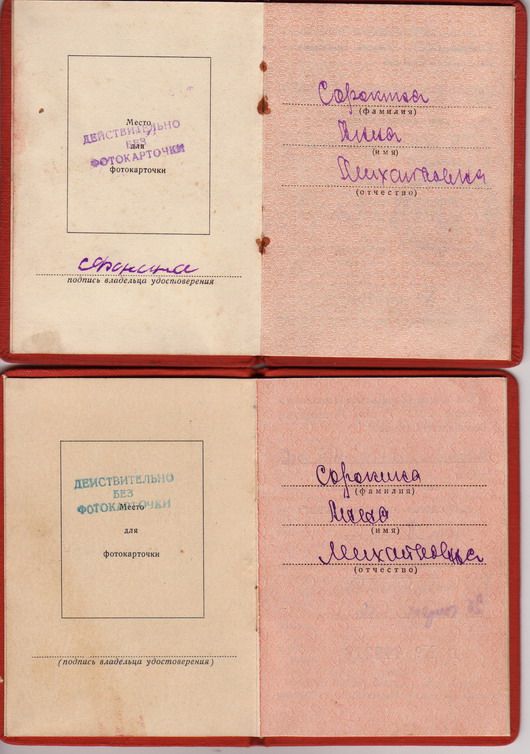 Место
для
фотокарточки
ДЕЙСТВИТЕЛЬНО
БЕЗ
ФОТОКАРТОЧКИ
подпись владельца удостоверения
Сорокина
(фамилия)
Нина
(имя)
Михайловна
(отчество)
ДЕЙСТВИТЕЛЬНО
БЕЗ
ФОТОКАРТОЧКИ
Место
для
фотокарточки
(подпись владельца удостоверения)
Сорокина
(фамилия)
Нина
(имя)
Михайловна
(отчество)